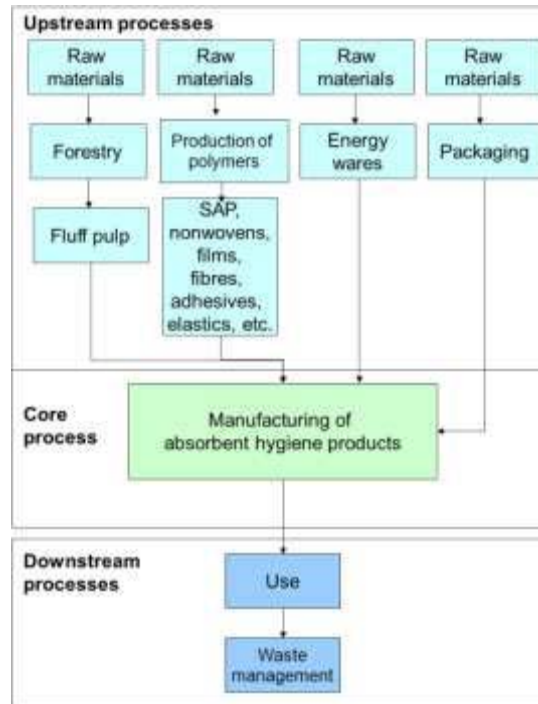 Upstream processes
Raw
materials
Raw
materials
Raw
materials
Raw
materials
Forestry
Production of
polymers
Energy
wares
Packaging
Fluff pulp
SAP,
nonwovens,
films,
fibres,
adhesives,
elastics, etc.
Core
process
Manufacturing of
absorbent hygiene products
Downstream
processes
Use
Waste
management